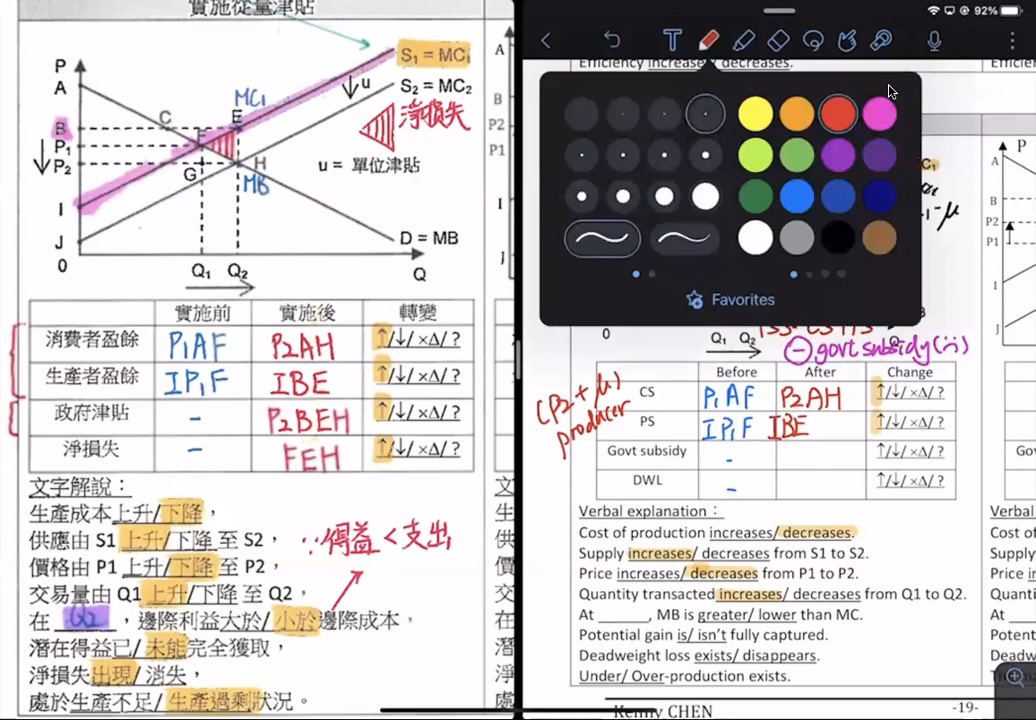 實施從量津貼
P
A
S₁ = MC₁
u
S₂ = MC₂
淨損失
MC₁
C
E
B
P₁
F
P₂
G
H
u = 單位津貼
MB
I
J
D = MB
0
Q₁ Q₂
Q
實施前 實施後 轉變
消費者盈餘 P₁AF P₂AH ↑/↓/ ×Δ/ ?
生產者盈餘 IP₁F IBE ↑/↓/ ×Δ/ ?
政府津貼 - P₂BEH ↑/↓/ ×Δ/ ?
淨損失 - FEH ↑/↓/ ×Δ/ ?
文字解說：
生產成本上升/下降，
供應由 S1 上升/下降 至 S2，
價格由 P1 上升/下降 至 P2，
交易量由 Q1 上升/下降 至 Q2，
在 Q₂ ，邊際利益大於/ 小於邊際成本，
潛在得益已/ 未能完全獲取，
淨損失出現/ 消失，
處於生產不足/ 生產過剩狀況。
∵得益 < 支出
A
B
P2
P1
I
J
92%
T
Efficiency increases/ decreases.
Favorites
0
Q₁ Q₂
⊖ govt subsidy
(P₂ + μ)
producer
Before After Change
CS P₁AF P₂AH ↑/↓/ ×Δ/ ?
PS IP₁F IBE ↑/↓/ ×Δ/ ?
Govt subsidy - ↑/↓/ ×Δ/ ?
DWL - ↑/↓/ ×Δ/ ?
Verbal explanation：
Cost of production increases/ decreases.
Supply increases/ decreases from S1 to S2.
Price increases/ decreases from P1 to P2.
Quantity transacted increases/ decreases from Q1 to Q2.
At ______, MB is greater/ lower than MC.
Potential gain is/ isn't fully captured.
Deadweight loss exists/ disappears.
Under/ Over-production exists.
Kenny CHEN
-19-
P
A
B
P2
P1
I
J